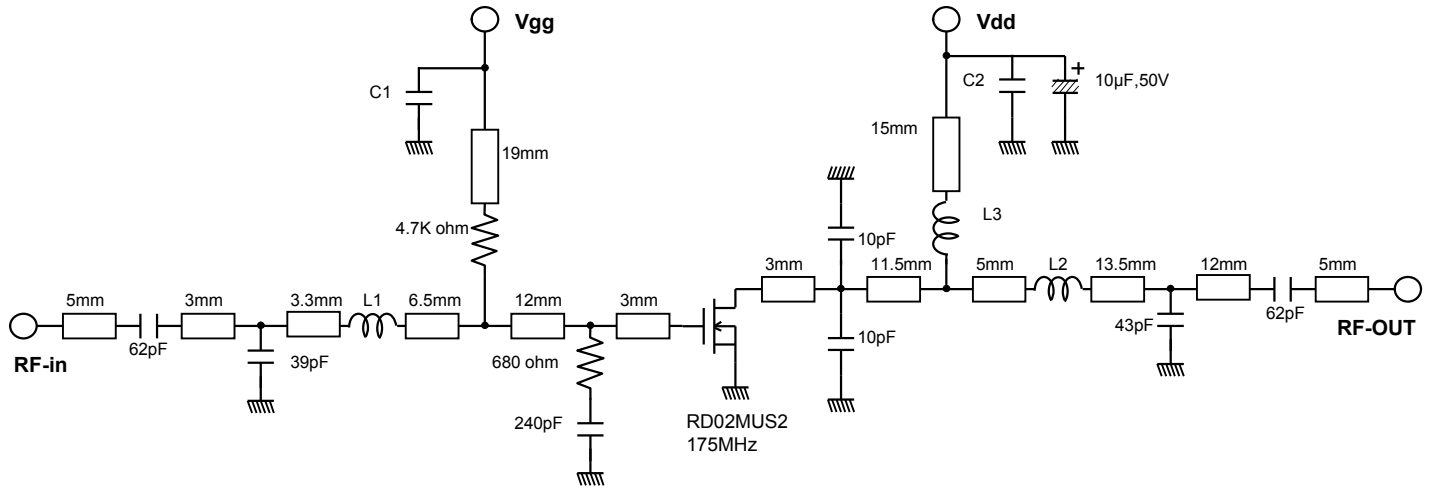 Vgg
Vdd
C1
C2
+
10µF,50V
19mm
15mm
4.7K ohm
L3
10pF
5mm
3mm
3.3mm
L1
6.5mm
12mm
3mm
3mm
11.5mm
5mm
L2
13.5mm
12mm
5mm
RF-in
62pF
39pF
680 ohm
240pF
RD02MUS2
175MHz
10pF
43pF
62pF
RF-OUT